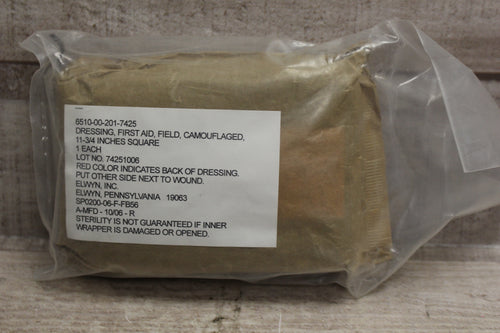 6510-00-201-7425
DRESSING, FIRST AID, FIELD, CAMOUFLAGED,
11-3/4 INCHES SQUARE
1 EACH
LOT NO. 74251006
RED COLOR INDICATES BACK OF DRESSING.
PUT OTHER SIDE NEXT TO WOUND.
ELWYN, INC.
ELWYN, PENNSYLVANIA 19063
SP0200-06-F-FB56
A-MFD - 10/06 - R
STERILITY IS NOT GUARANTEED IF INNER
WRAPPER IS DAMAGED OR OPENED.